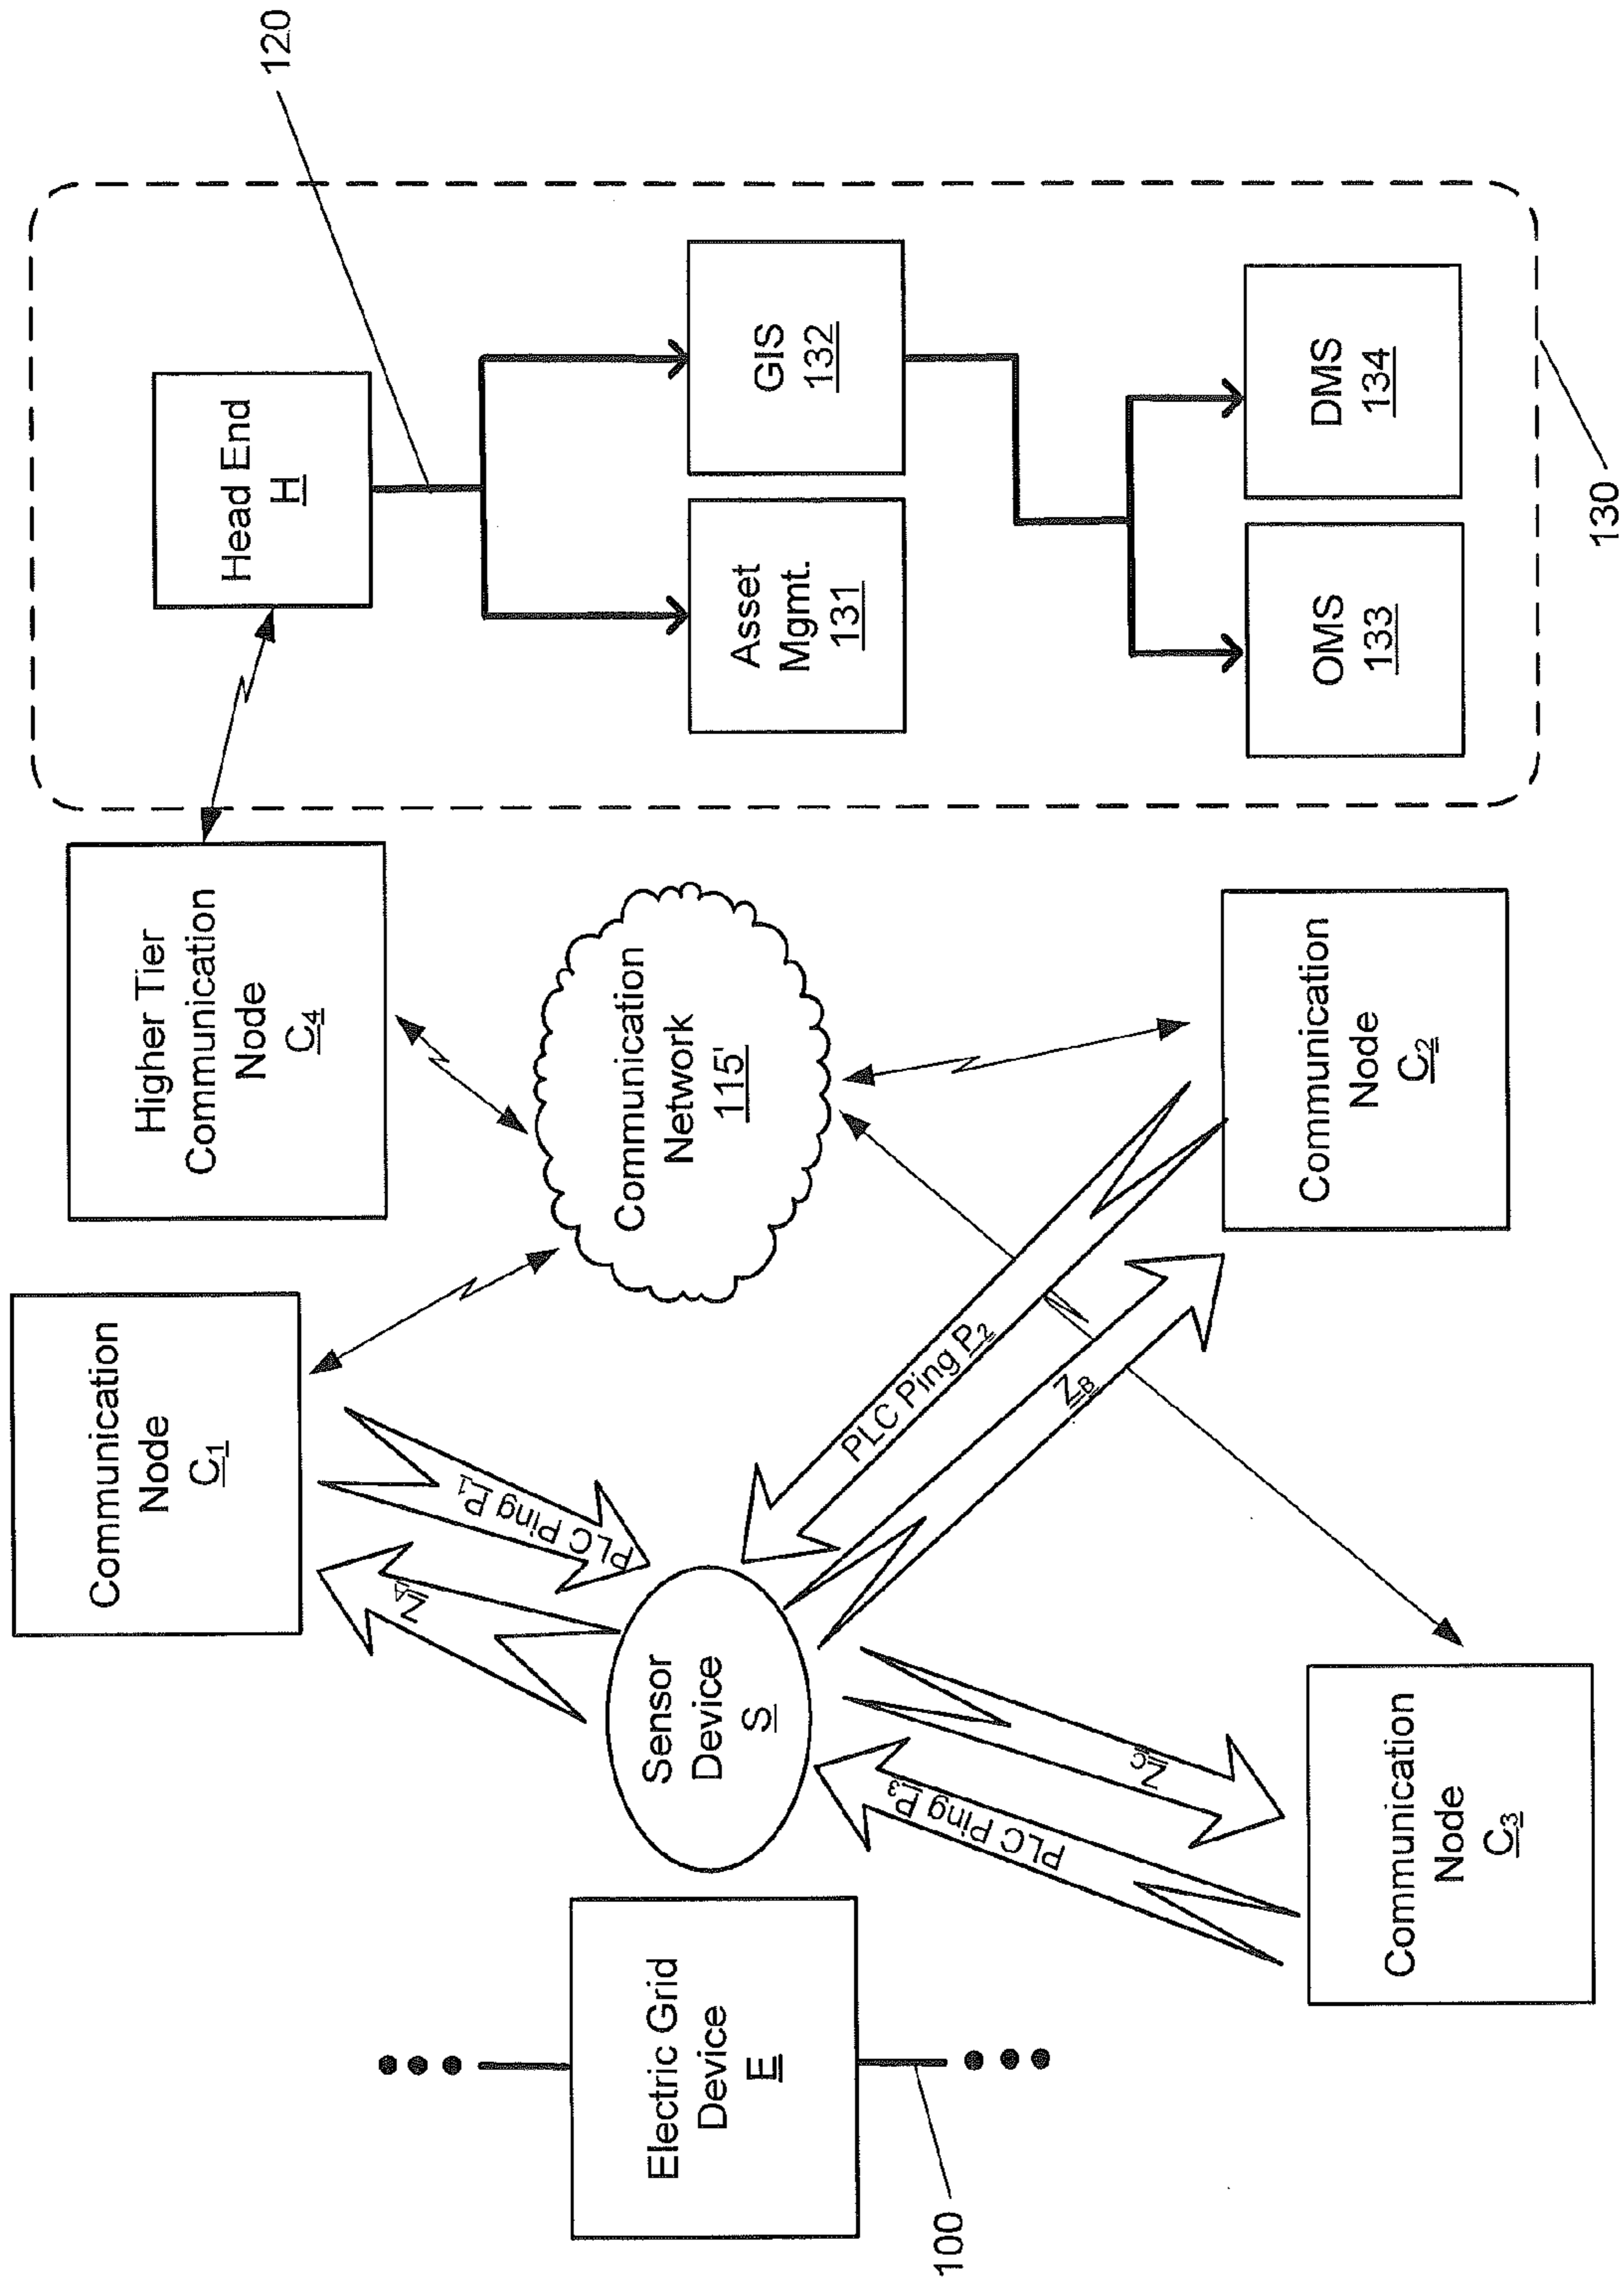 Communication
Node
C1
Higher Tier
Communication
Node
C4
Head End
H
120
Electric Grid
Device
E
100
Sensor
Device
S
ZA
PLC Ping P1
PLC Ping P2
ZB
PLC Ping P3
ZC
Communication
Network
115'
Asset
Mgmt.
131
GIS
132
Communication
Node
C3
Communication
Node
C2
OMS
133
DMS
134
130